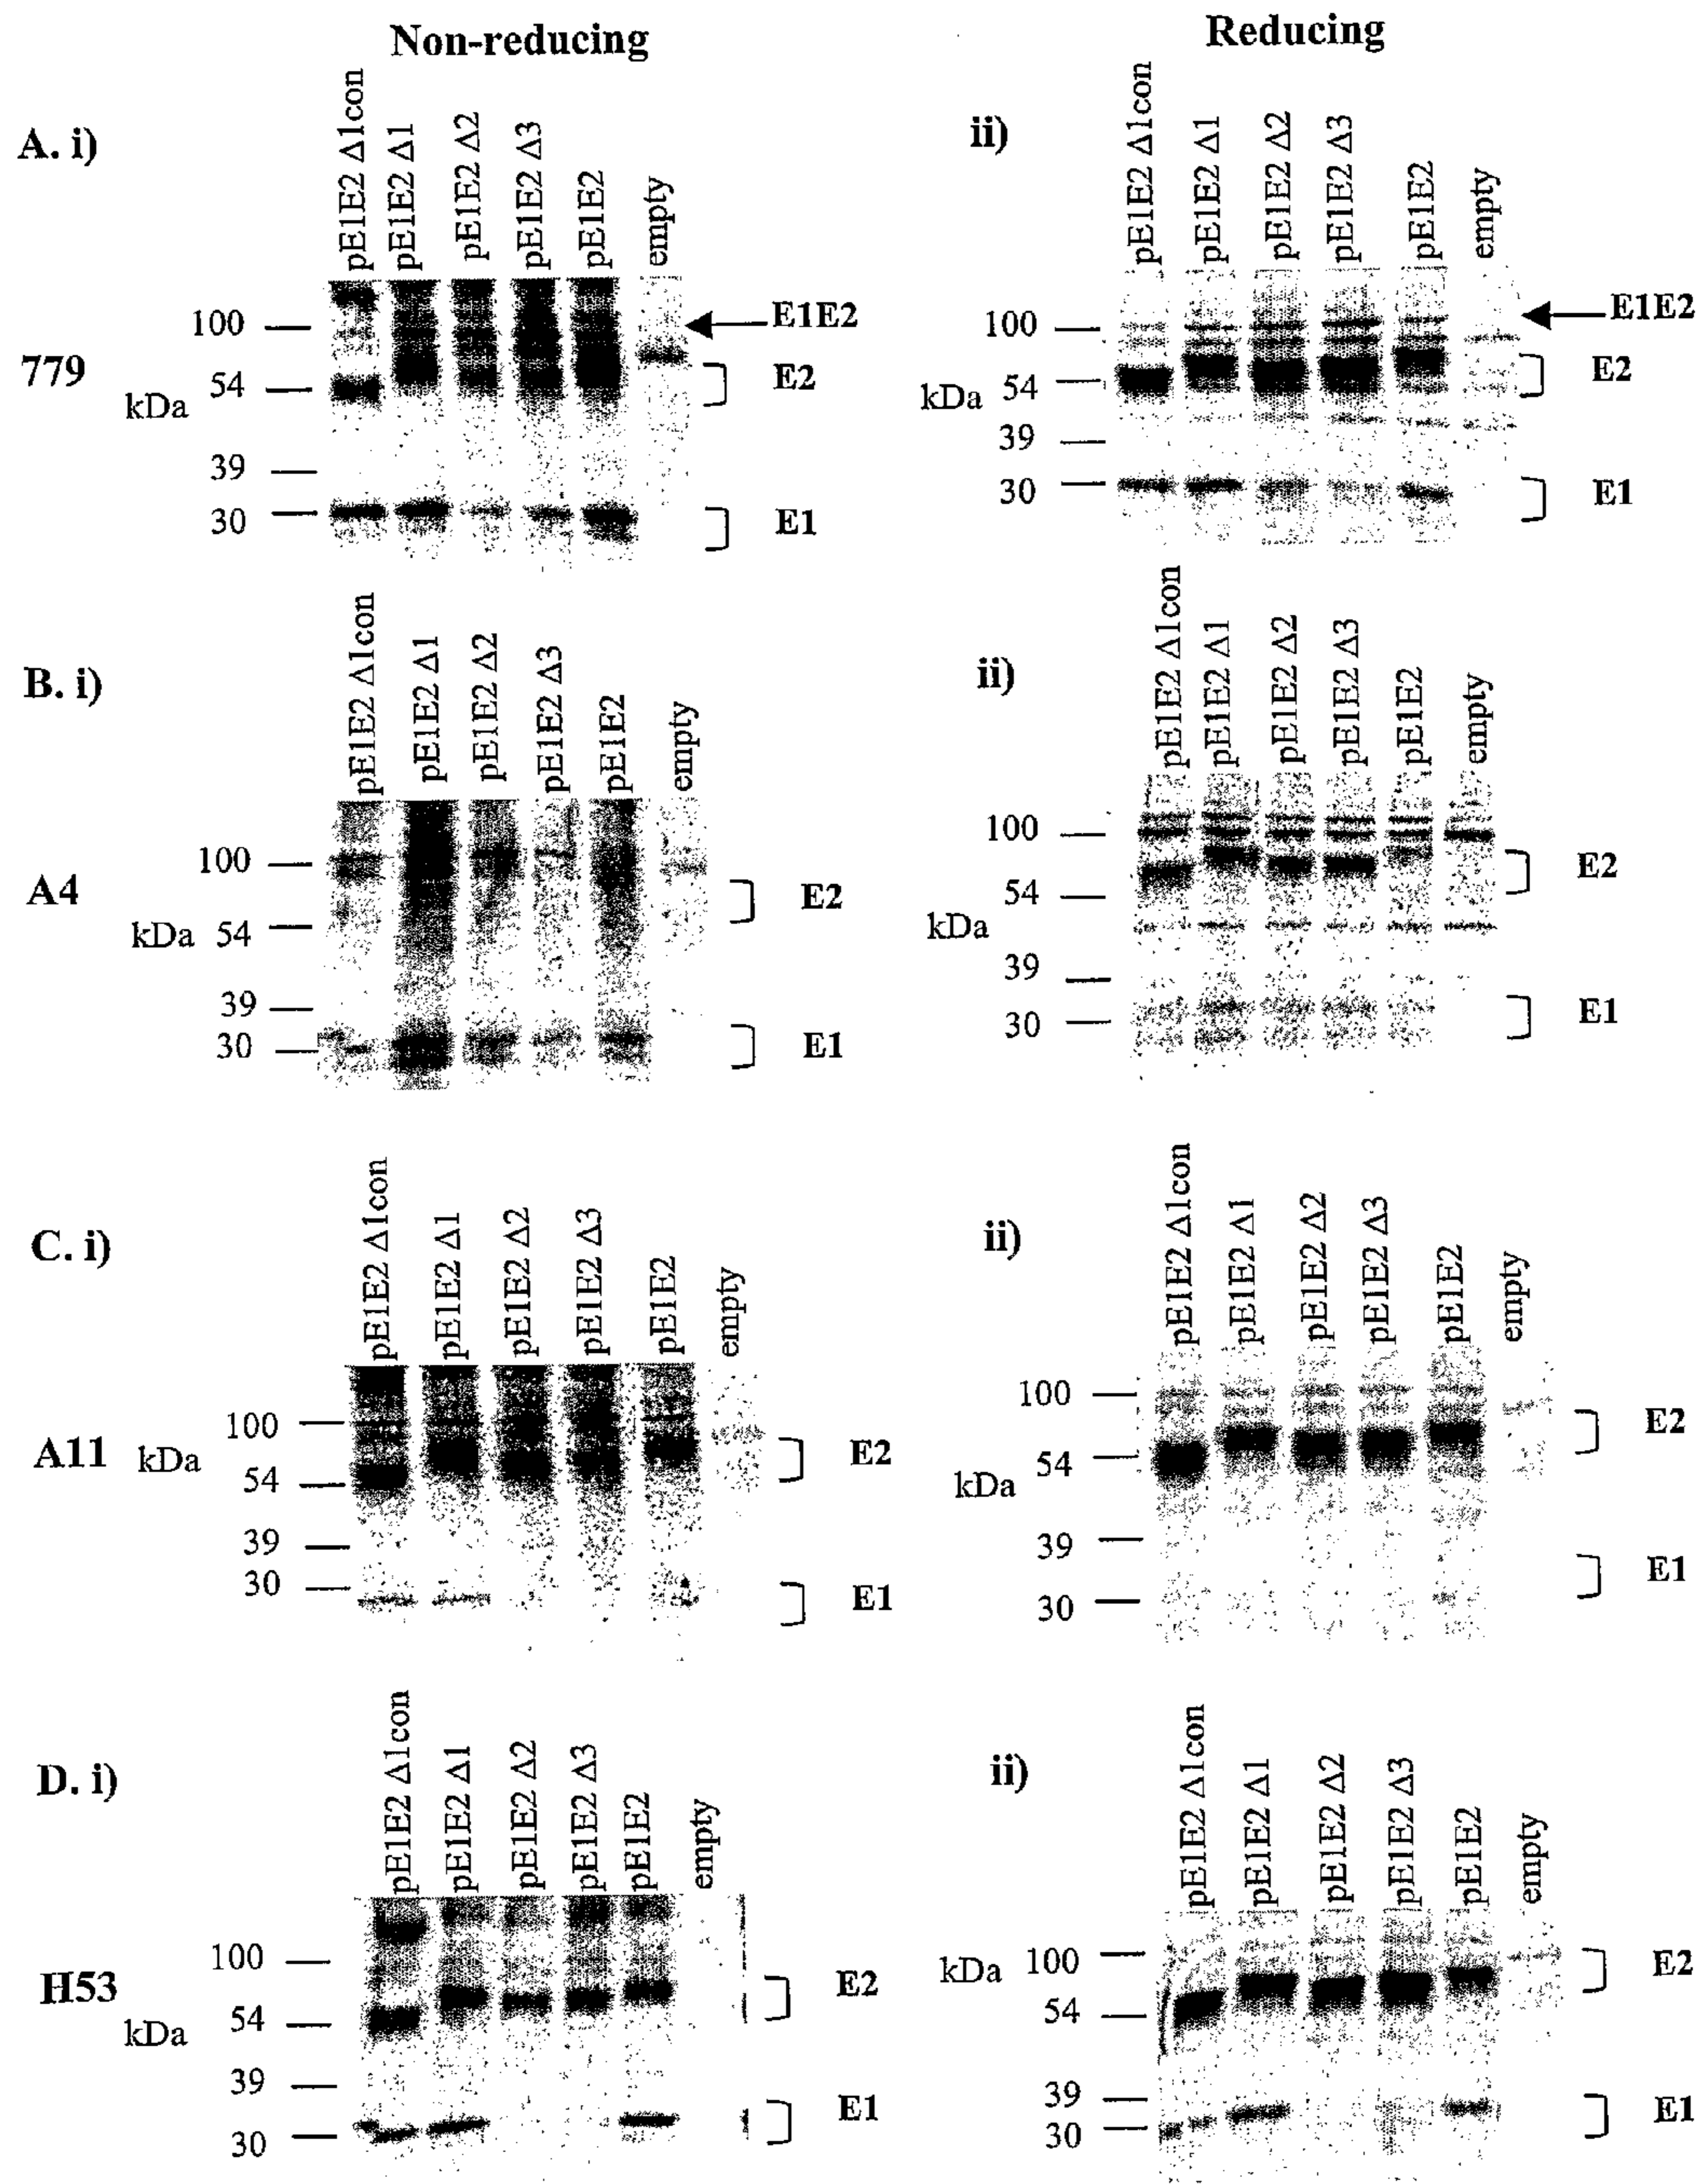 Non-reducing
Reducing
A. i)
pE1E2 Δ1con
pE1E2 Δ1
pE1E2 Δ2
pE1E2 Δ3
pE1E2
empty
ii)
pE1E2 Δ1con
pE1E2 Δ1
pE1E2 Δ2
pE1E2 Δ3
pE1E2
empty
779
100
kDa 54
39
30
E1E2
E2
E1
100
kDa 54
39
30
E1E2
E2
E1
B. i)
pE1E2 Δ1con
pE1E2 Δ1
pE1E2 Δ2
pE1E2 Δ3
pE1E2
empty
ii)
pE1E2 Δ1con
pE1E2 Δ1
pE1E2 Δ2
pE1E2 Δ3
pE1E2
empty
A4
100
kDa 54
39
30
E2
E1
100
54
kDa
39
30
E2
E1
C. i)
pE1E2 Δ1con
pE1E2 Δ1
pE1E2 Δ2
pE1E2 Δ3
pE1E2
empty
ii)
pE1E2 Δ1con
pE1E2 Δ1
pE1E2 Δ2
pE1E2 Δ3
pE1E2
empty
A11
100
kDa
54
39
30
E2
E1
100
54
kDa
39
30
E2
E1
D. i)
pE1E2 Δ1con
pE1E2 Δ1
pE1E2 Δ2
pE1E2 Δ3
pE1E2
empty
ii)
pE1E2 Δ1con
pE1E2 Δ1
pE1E2 Δ2
pE1E2 Δ3
pE1E2
empty
H53
100
54
kDa
39
30
E2
E1
kDa 100
54
39
30
E2
E1